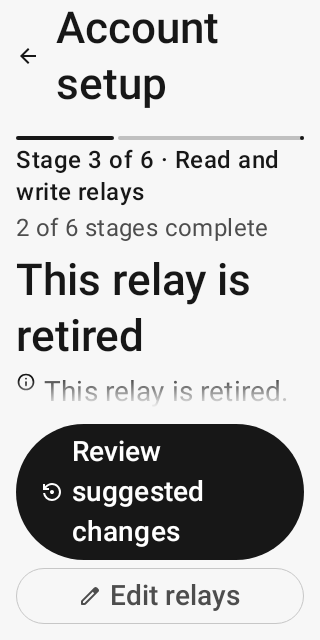 Account
setup
Stage 3 of 6 · Read and
write relays
2 of 6 stages complete
This relay is
retired
This relay is retired.
Review
suggested
changes
Edit relays